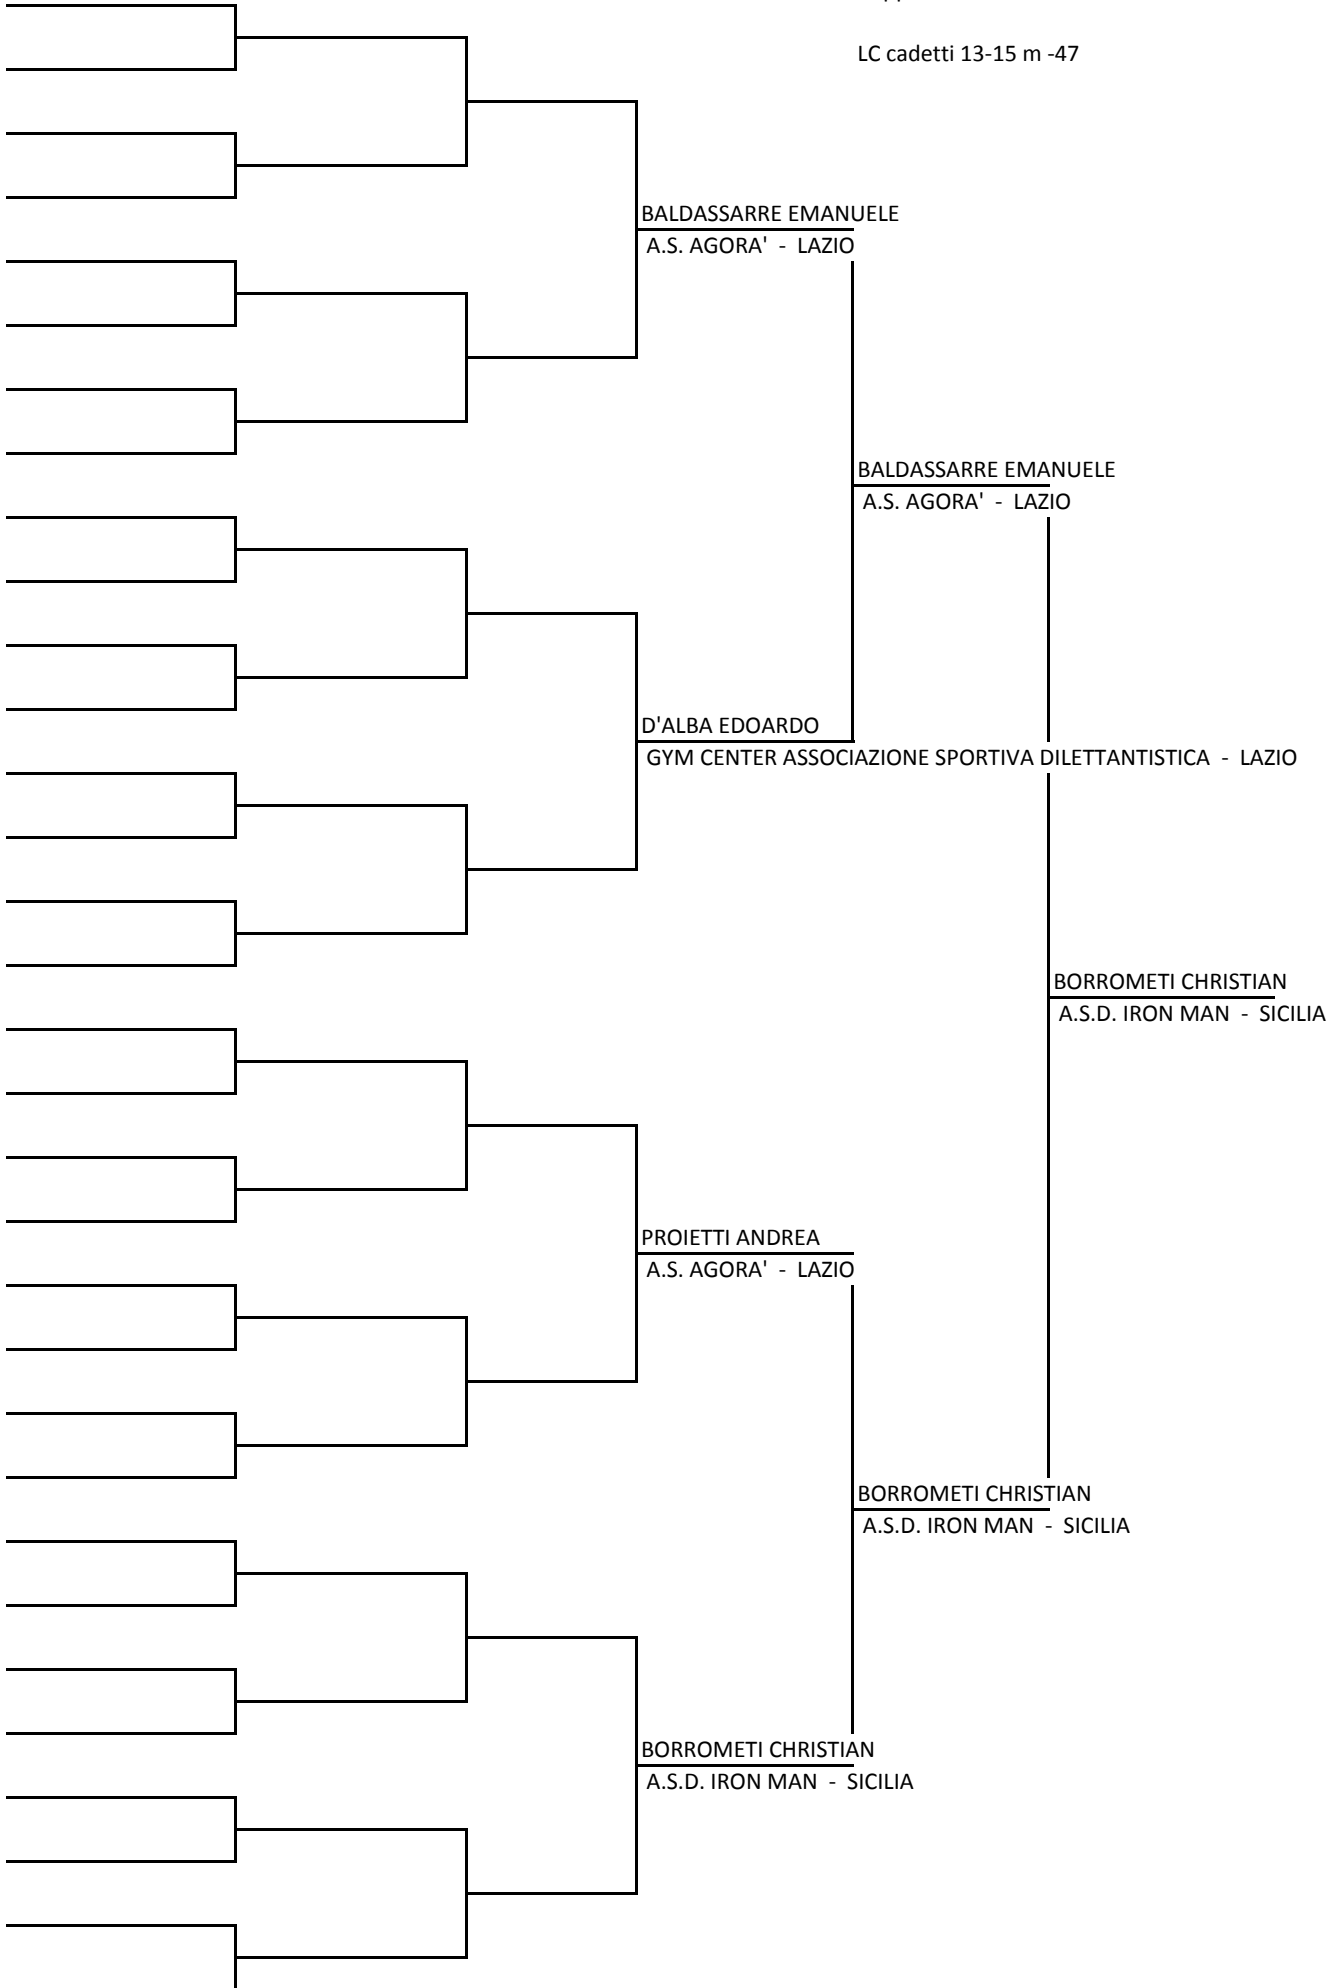 LC cadetti 13-15 m -47
BALDASSARRE EMANUELE
A.S. AGORA' - LAZIO
BALDASSARRE EMANUELE
A.S. AGORA' - LAZIO
D'ALBA EDOARDO
GYM CENTER ASSOCIAZIONE SPORTIVA DILETTANTISTICA - LAZIO
BORROMETI CHRISTIAN
A.S.D. IRON MAN - SICILIA
PROIETTI ANDREA
A.S. AGORA' - LAZIO
BORROMETI CHRISTIAN
A.S.D. IRON MAN - SICILIA
BORROMETI CHRISTIAN
A.S.D. IRON MAN - SICILIA